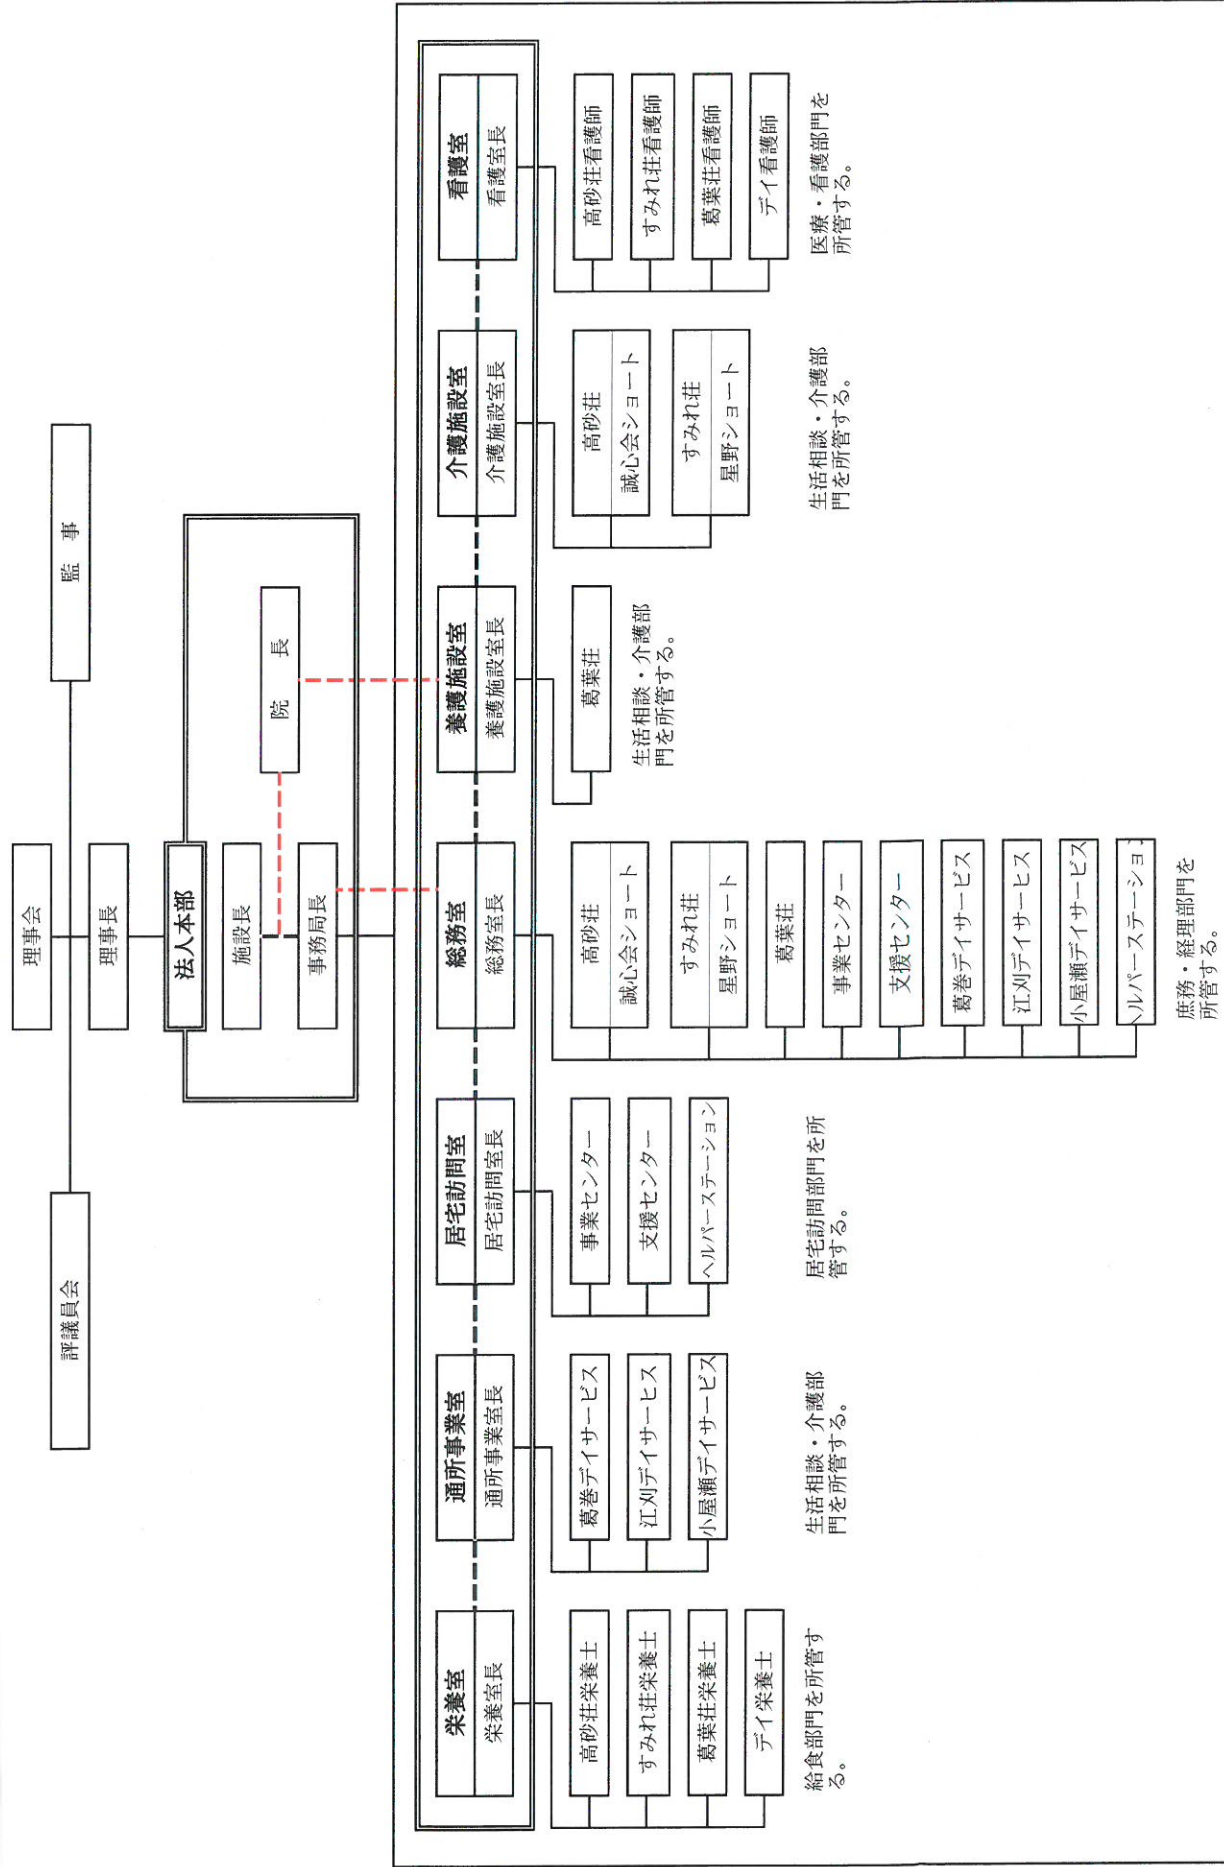 理事会
評議員会
監　事
理事長
法人本部
施設長
院　長
事務局長
栄養室
栄養室長
高砂荘栄養士
すみれ荘栄養士
葛葉荘栄養士
デイ栄養士
給食部門を所管す
る。
通所事業室
通所事業室長
葛巻デイサービス
江刈デイサービス
小屋瀬デイサービス
生活相談・介護部
門を所管する。
居宅訪問室
居宅訪問室長
事業センター
支援センター
ヘルパーステーション
居宅訪問部門を所
管する。
総務室
総務室長
高砂荘
誠心会ショート
すみれ荘
星野ショート
葛葉荘
事業センター
支援センター
葛巻デイサービス
江刈デイサービス
小屋瀬デイサービス
ヘルパーステーション
庶務・経理部門を
所管する。
養護施設室
養護施設室長
葛葉荘
生活相談・介護部
門を所管する。
介護施設室
介護施設室長
高砂荘
誠心会ショート
すみれ荘
星野ショート
生活相談・介護部
門を所管する。
看護室
看護室長
高砂荘看護師
すみれ荘看護師
葛葉荘看護師
デイ看護師
医療・看護部門を
所管する。